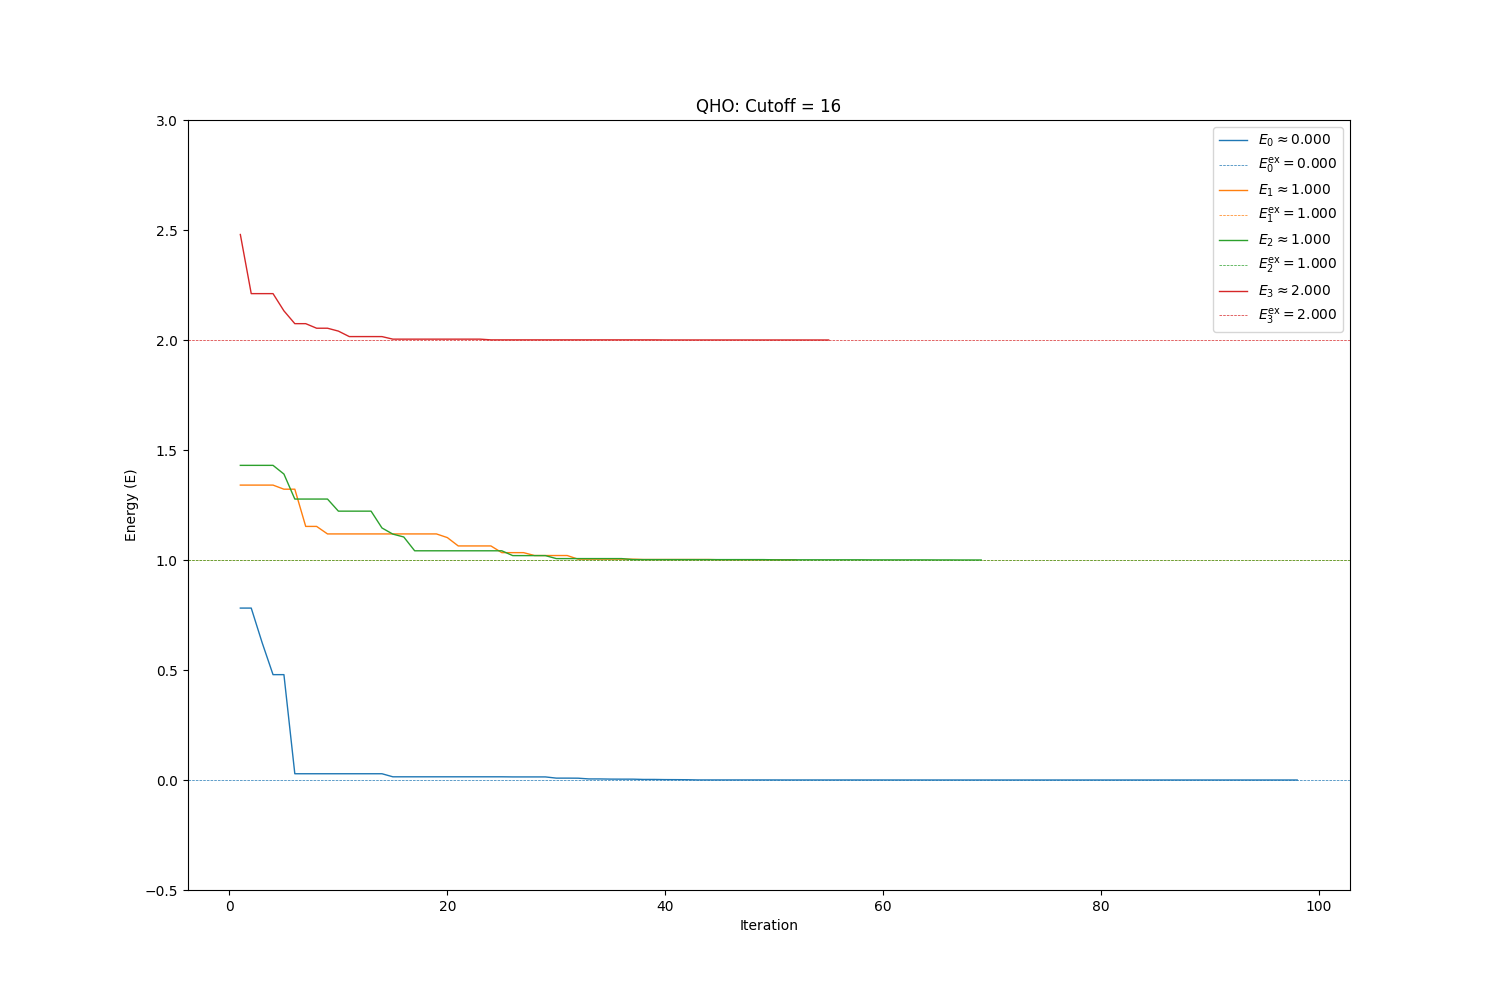 QHO: Cutoff = 16
3.0
2.5
2.0
1.5
1.0
0.5
0.0
−0.5
Energy (E)
0
20
40
60
80
100
Iteration
E₀ ≈ 0.000
E₀ᵉˣ = 0.000
E₁ ≈ 1.000
E₁ᵉˣ = 1.000
E₂ ≈ 1.000
E₂ᵉˣ = 1.000
E₃ ≈ 2.000
E₃ᵉˣ = 2.000